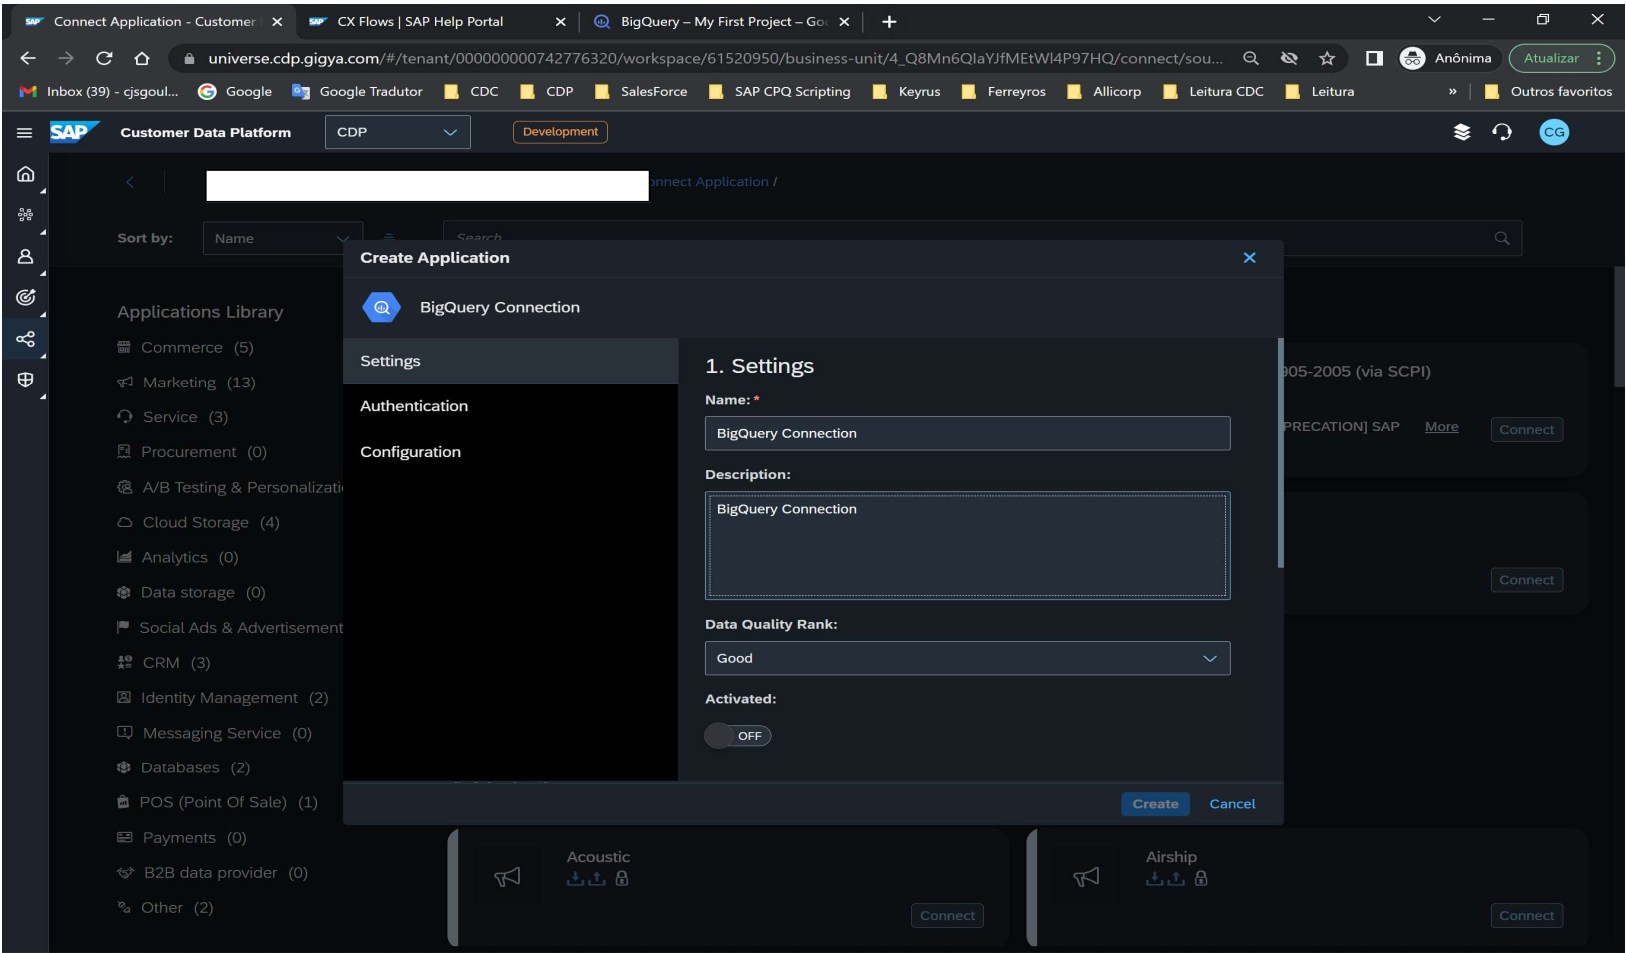 Connect Application - Customer
CX Flows | SAP Help Portal
BigQuery – My First Project – Goo
universe.cdp.gigya.com/#/tenant/000000000742776320/workspace/61520950/business-unit/4_Q8Mn6QIaYJfMEtWl4P97HQ/connect/sou...
Anônima
Atualizar
Inbox (39) - cjsgoul...
Google
Google Tradutor
CDC
CDP
SalesForce
SAP CPQ Scripting
Keyrus
Ferreyros
Allicorp
Leitura CDC
Leitura
»
Outros favoritos
SAP
Customer Data Platform
CDP
Development
CG
onnect Application /
Sort by:
Name
Search
Create Application
BigQuery Connection
Settings
Authentication
Configuration
1. Settings
Name: *
BigQuery Connection
Description:
BigQuery Connection
Data Quality Rank:
Good
Activated:
OFF
Create
Cancel
Applications Library
Commerce (5)
Marketing (13)
Service (3)
Procurement (0)
A/B Testing & Personalizati
Cloud Storage (4)
Analytics (0)
Data storage (0)
Social Ads & Advertisement
CRM (3)
Identity Management (2)
Messaging Service (0)
Databases (2)
POS (Point Of Sale) (1)
Payments (0)
B2B data provider (0)
Other (2)
905-2005 (via SCPI)
PRECATION] SAP
More
Connect
Connect
Acoustic
Connect
Airship
Connect